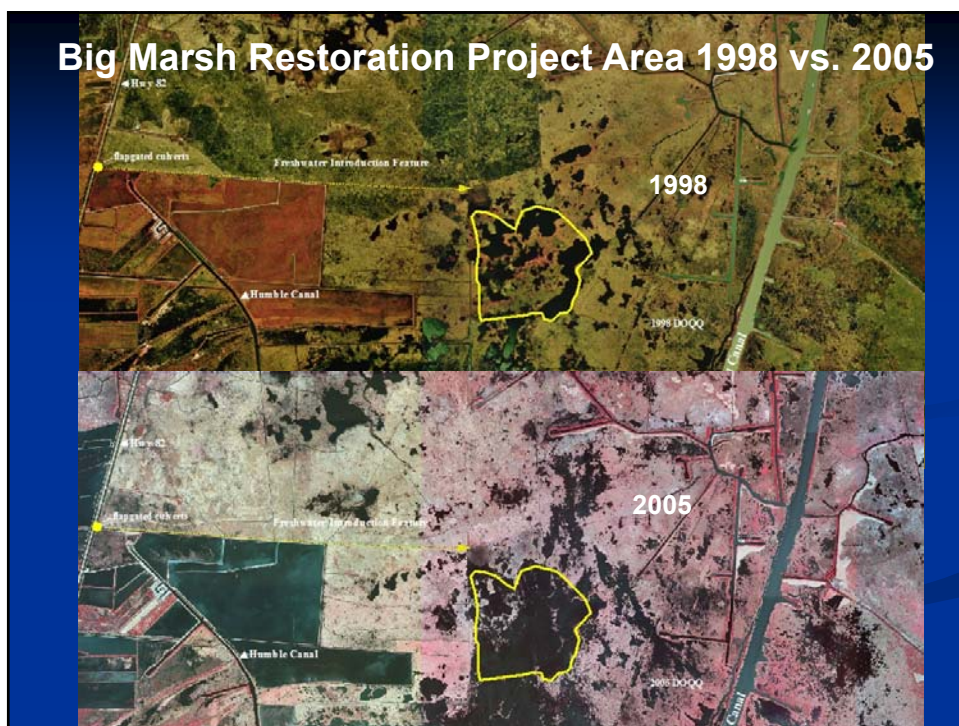 Big Marsh Restoration Project Area 1998 vs. 2005
Hwy 82
flapgated culverts
Freshwater Introduction Feature
1998
Humble Canal
1998 DOQQ
Canal
Hwy 82
flapgated culverts
Freshwater Introduction Feature
2005
Humble Canal
2005 DOQQ
Canal